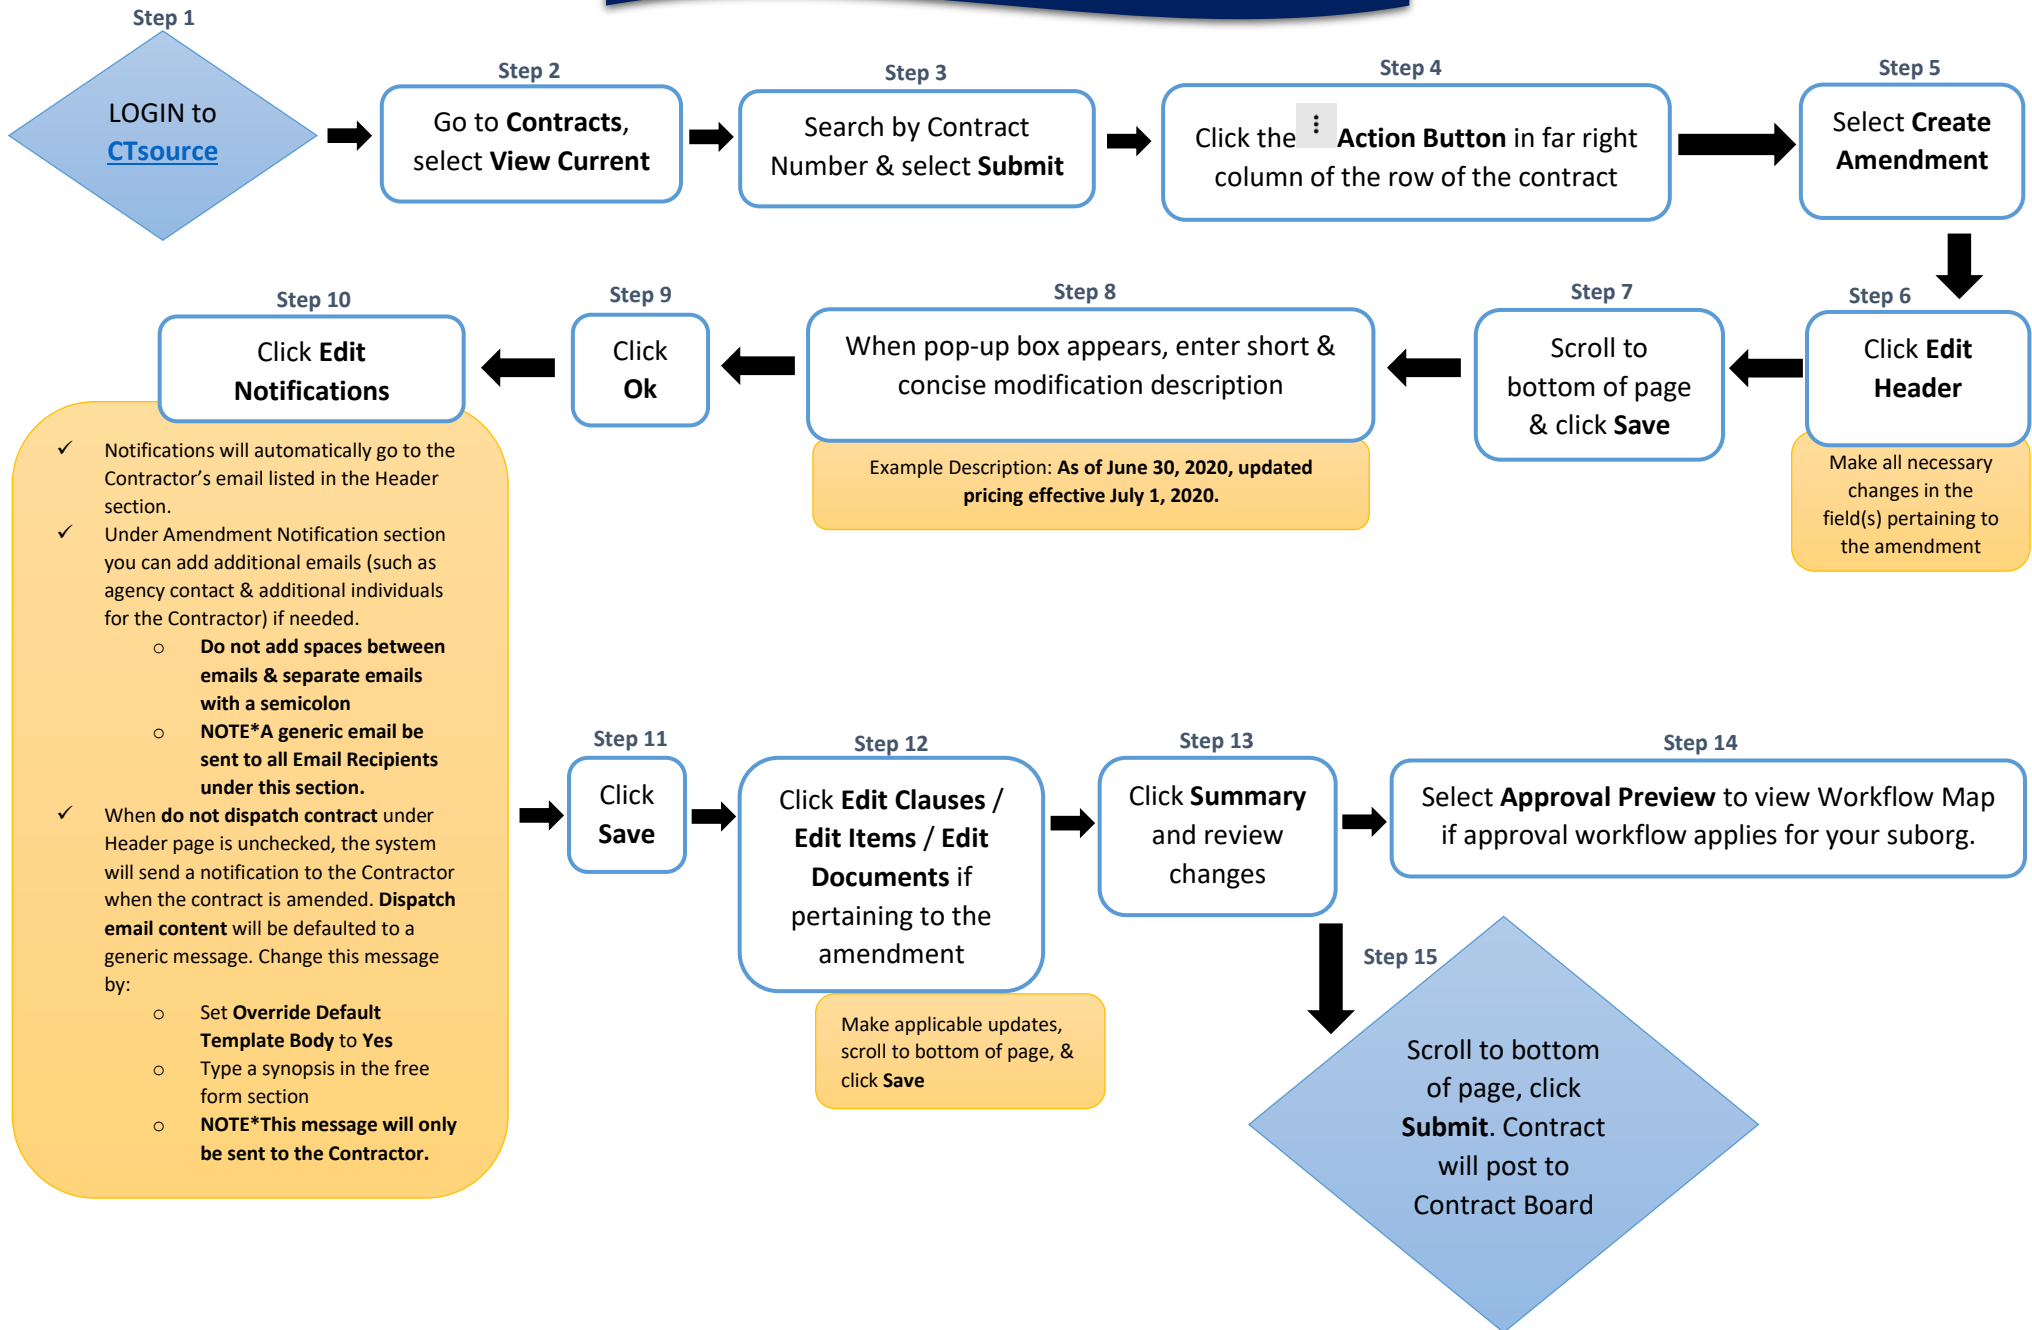 Step 1
LOGIN to
CTsource
Step 2
Go to Contracts,
select View Current
Step 3
Search by Contract
Number & select Submit
Step 4
Click the ⋮ Action Button in far right
column of the row of the contract
Step 5
Select Create
Amendment
Step 6
Click Edit
Header
Make all necessary
changes in the
field(s) pertaining to
the amendment
Step 7
Scroll to
bottom of page
& click Save
Step 8
When pop-up box appears, enter short &
concise modification description
Example Description: As of June 30, 2020, updated
pricing effective July 1, 2020.
Step 9
Click
Ok
Step 10
Click Edit
Notifications
✓ Notifications will automatically go to the
Contractor’s email listed in the Header
section.
✓ Under Amendment Notification section
you can add additional emails (such as
agency contact & additional individuals
for the Contractor) if needed.
o Do not add spaces between
emails & separate emails
with a semicolon
o NOTE*A generic email be
sent to all Email Recipients
under this section.
✓ When do not dispatch contract under
Header page is unchecked, the system
will send a notification to the Contractor
when the contract is amended. Dispatch
email content will be defaulted to a
generic message. Change this message
by:
o Set Override Default
Template Body to Yes
o Type a synopsis in the free
form section
o NOTE*This message will only
be sent to the Contractor.
Step 11
Click
Save
Step 12
Click Edit Clauses /
Edit Items / Edit
Documents if
pertaining to the
amendment
Make applicable updates,
scroll to bottom of page, &
click Save
Step 13
Click Summary
and review
changes
Step 14
Select Approval Preview to view Workflow Map
if approval workflow applies for your suborg.
Step 15
Scroll to bottom
of page, click
Submit. Contract
will post to
Contract Board